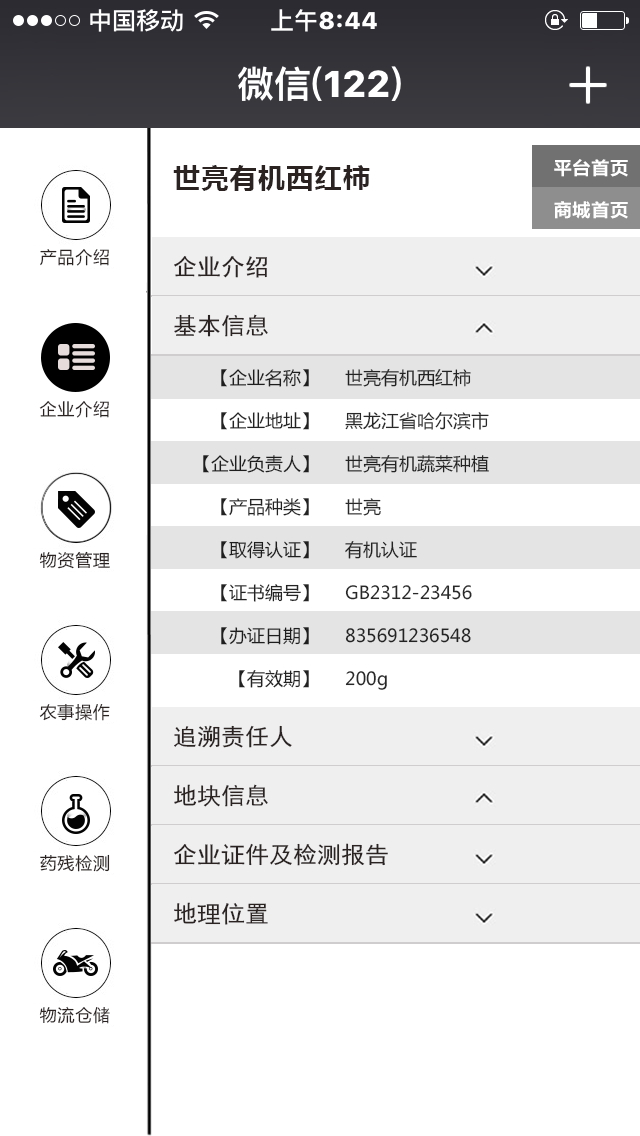 中国移动
上午8:44
微信(122)
产品介绍
企业介绍
物资管理
农事操作
药残检测
物流仓储
世亮有机西红柿
平台首页
商城首页
企业介绍
基本信息
【企业名称】 世亮有机西红柿
【企业地址】 黑龙江省哈尔滨市
【企业负责人】 世亮有机蔬菜种植
【产品种类】 世亮
【取得认证】 有机认证
【证书编号】 GB2312-23456
【办证日期】 835691236548
【有效期】 200g
追溯责任人
地块信息
企业证件及检测报告
地理位置